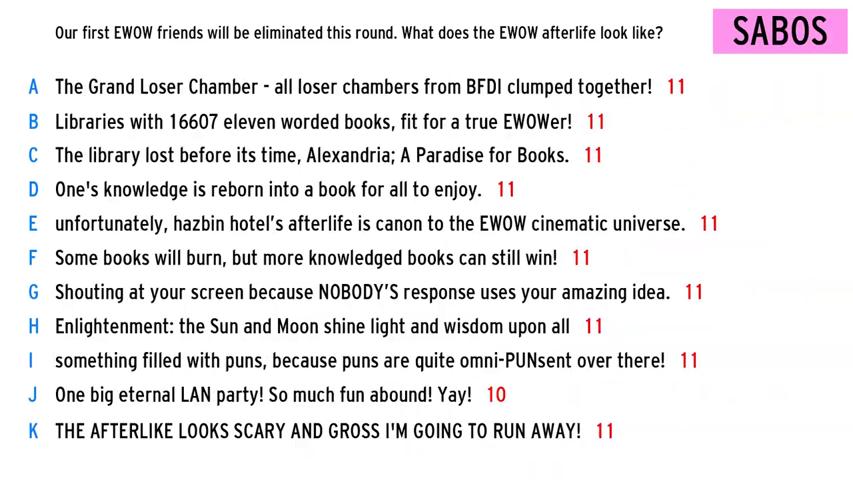 Our first EWOW friends will be eliminated this round. What does the EWOW afterlife look like?
SABOS
A The Grand Loser Chamber - all loser chambers from BFDI clumped together! 11
B Libraries with 16607 eleven worded books, fit for a true EWOWer! 11
C The library lost before its time, Alexandria; A Paradise for Books. 11
D One's knowledge is reborn into a book for all to enjoy. 11
E unfortunately, hazbin hotel's afterlife is canon to the EWOW cinematic universe. 11
F Some books will burn, but more knowledged books can still win! 11
G Shouting at your screen because NOBODY'S response uses your amazing idea. 11
H Enlightenment: the Sun and Moon shine light and wisdom upon all 11
I something filled with puns, because puns are quite omni-PUNsent over there! 11
J One big eternal LAN party! So much fun abound! Yay! 10
K THE AFTERLIKE LOOKS SCARY AND GROSS I'M GOING TO RUN AWAY! 11